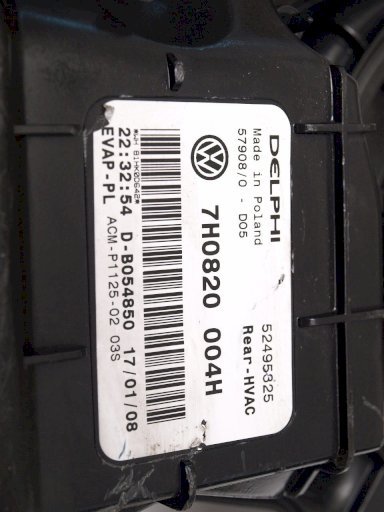 DELPHI
Made in Poland
57908/0 - D05
52495325
Rear-HVAC
7H0820 004H
22:32:54 D-B054850 17/01/08
EVAP-PL ACM-P1125-02 03S